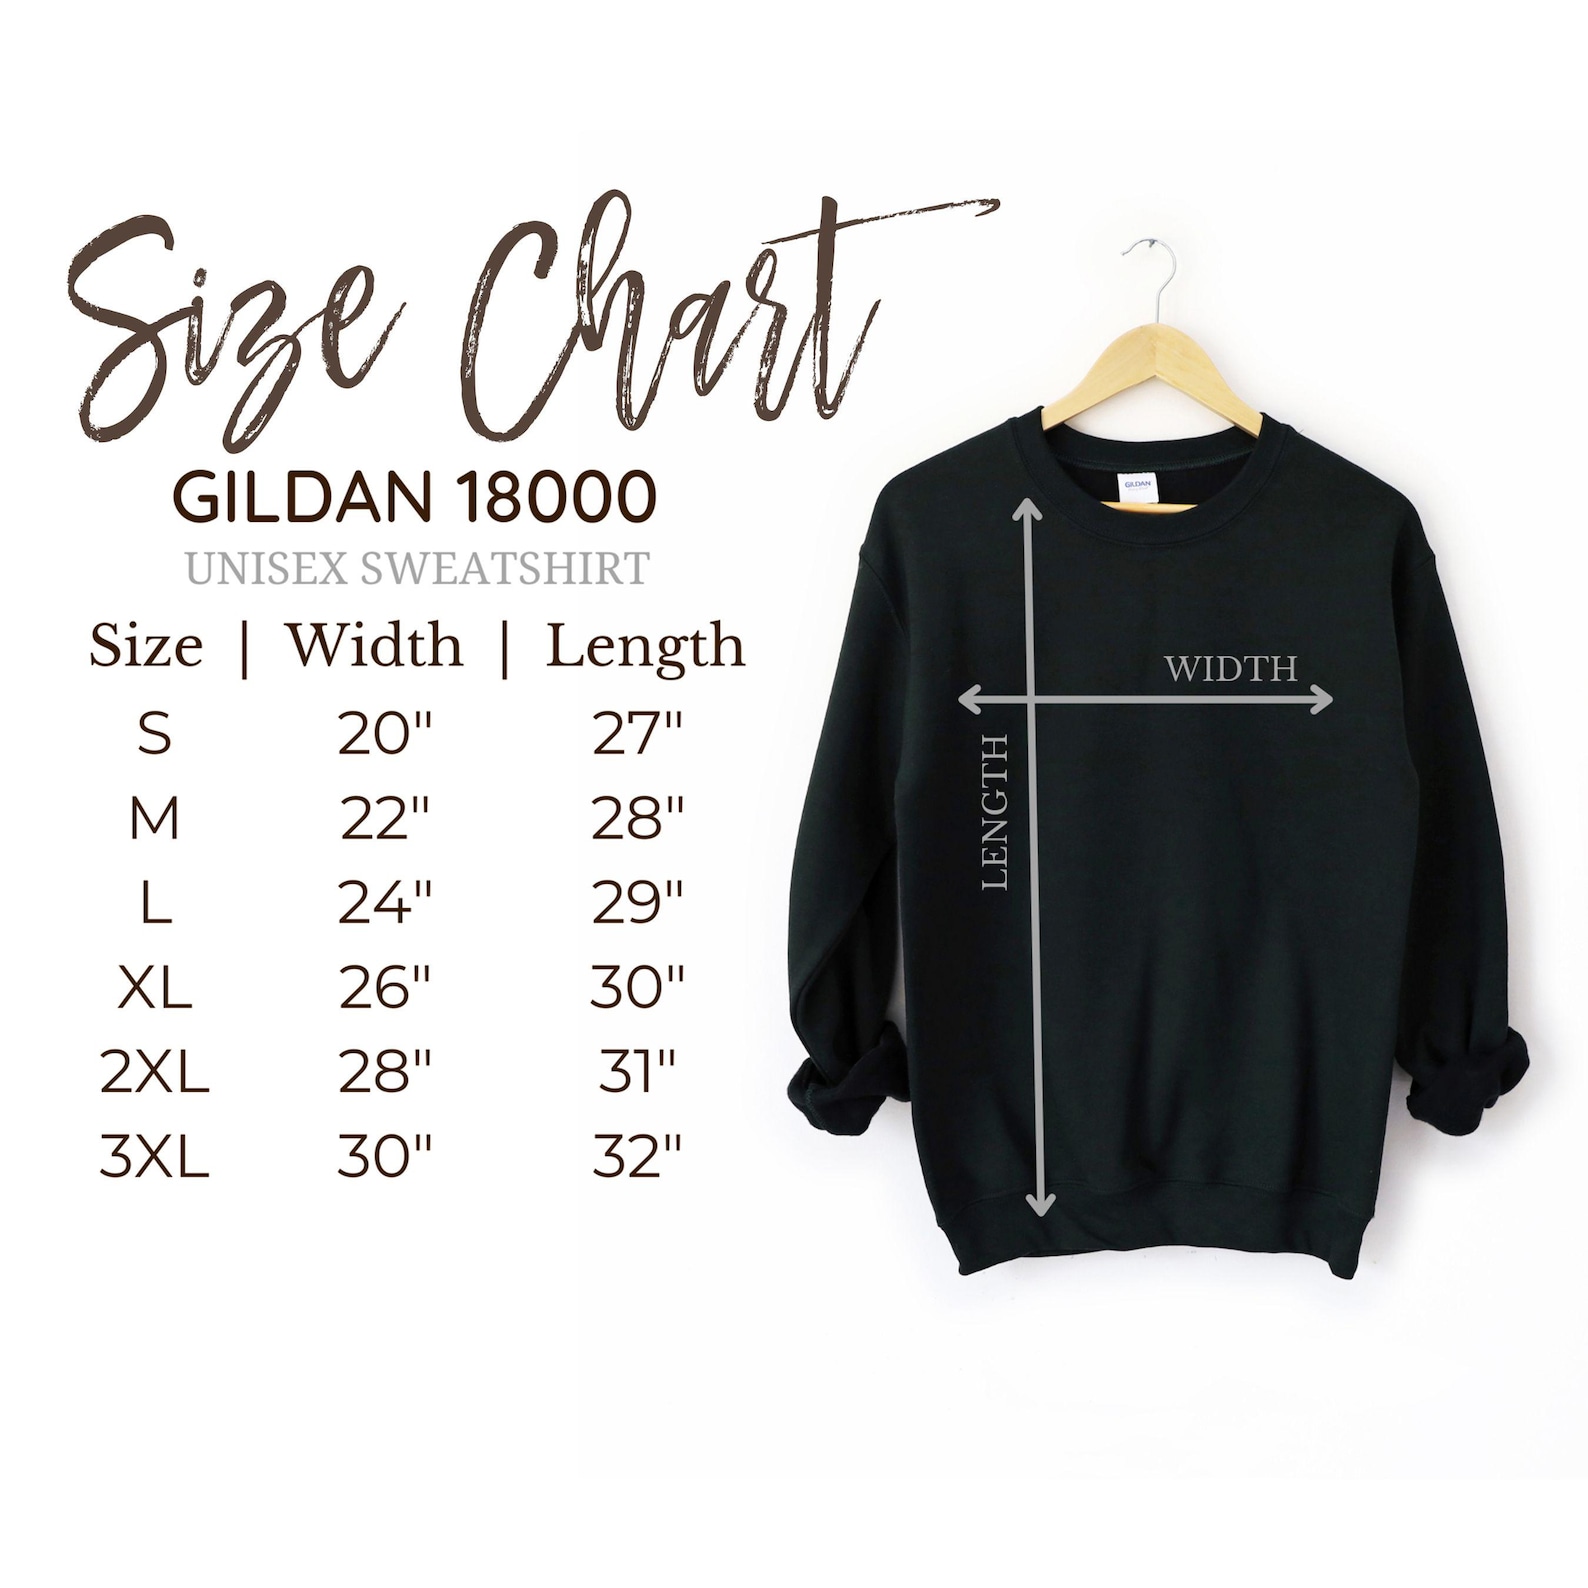 Size Chart
GILDAN 18000
UNISEX SWEATSHIRT
Size | Width | Length
S 20" 27"
M 22" 28"
L 24" 29"
XL 26" 30"
2XL 28" 31"
3XL 30" 32"
GILDAN
WIDTH
LENGTH